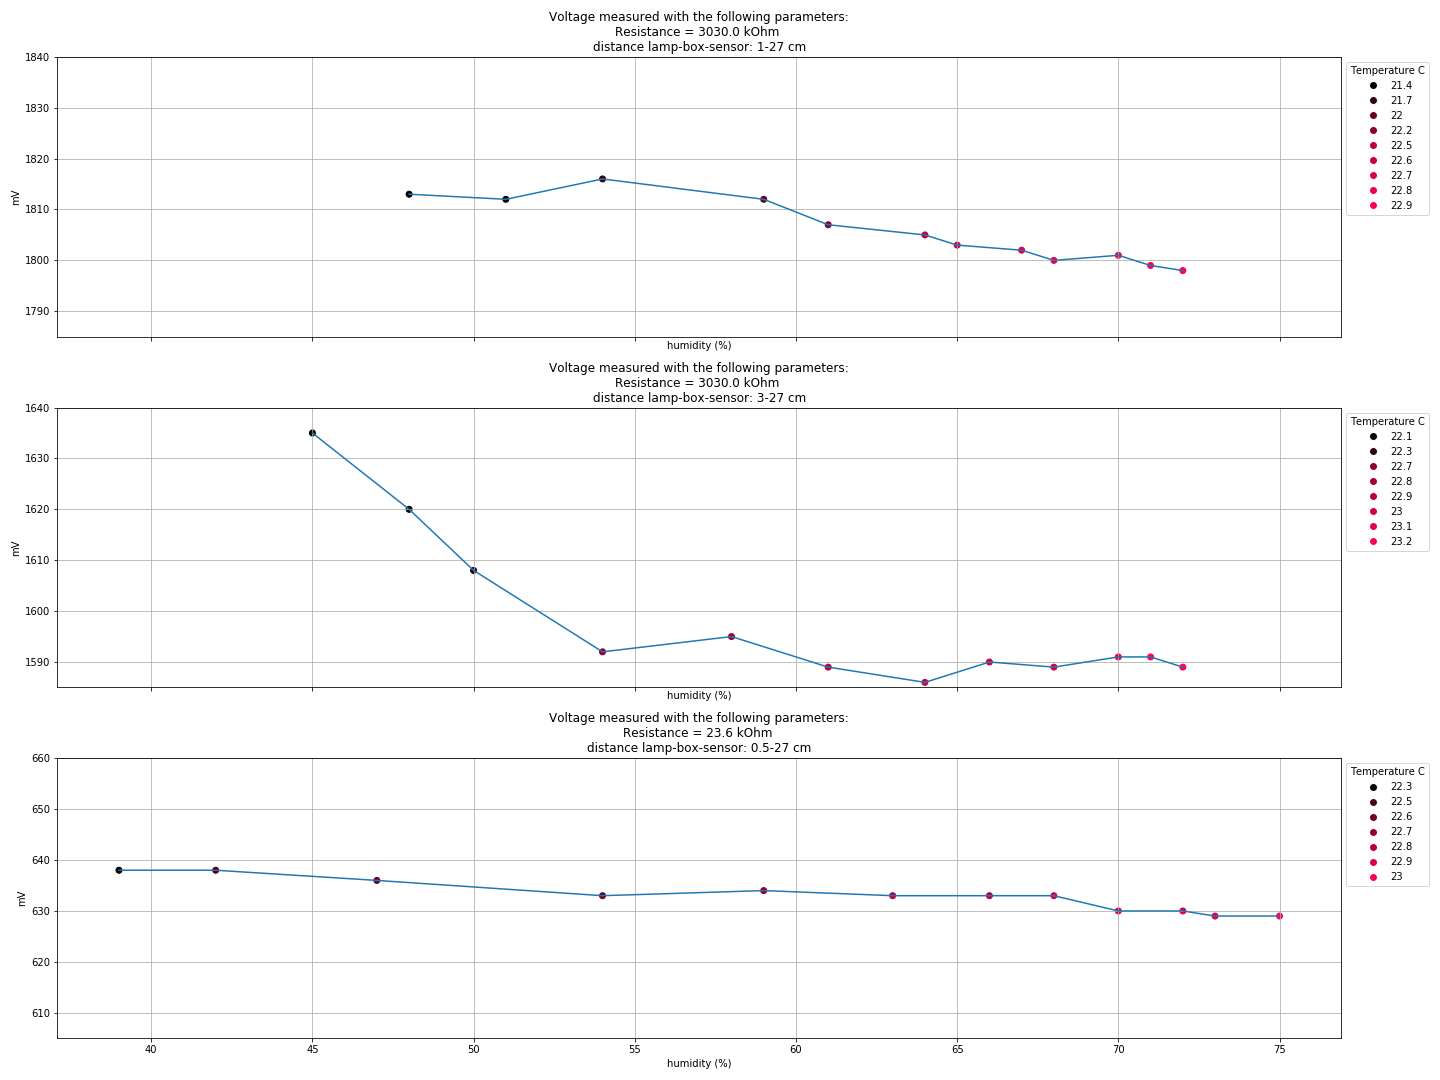 Voltage measured with the following parameters:
Resistance = 3030.0 kOhm
distance lamp-box-sensor: 1-27 cm
1840
1830
1820
1810
1800
1790
mV
humidity (%)
Temperature C
21.4
21.7
22
22.2
22.5
22.6
22.7
22.8
22.9
Voltage measured with the following parameters:
Resistance = 3030.0 kOhm
distance lamp-box-sensor: 3-27 cm
1640
1630
1620
1610
1600
1590
mV
humidity (%)
Temperature C
22.1
22.3
22.7
22.8
22.9
23
23.1
23.2
Voltage measured with the following parameters:
Resistance = 23.6 kOhm
distance lamp-box-sensor: 0.5-27 cm
660
650
640
630
620
610
mV
40 45 50 55 60 65 70 75
humidity (%)
Temperature C
22.3
22.5
22.6
22.7
22.8
22.9
23